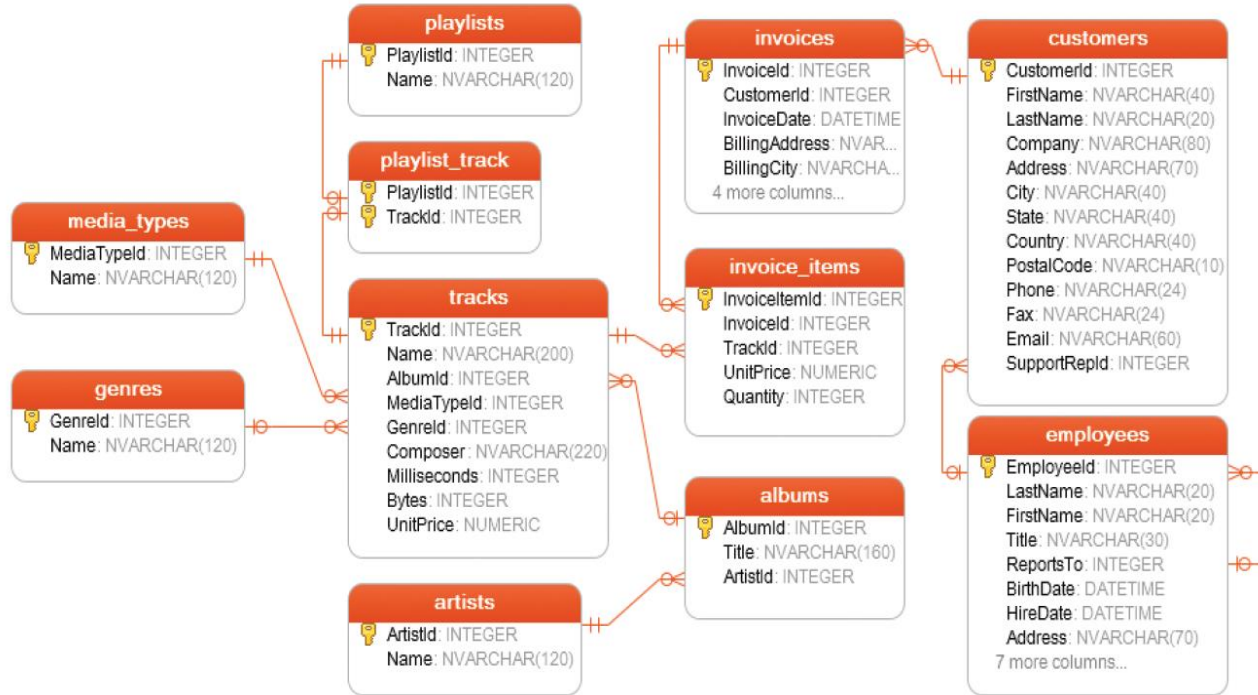 playlists
PlaylistId: INTEGER
Name: NVARCHAR(120)
playlist_track
PlaylistId: INTEGER
TrackId: INTEGER
media_types
MediaTypeId: INTEGER
Name: NVARCHAR(120)
genres
GenreId: INTEGER
Name: NVARCHAR(120)
tracks
TrackId: INTEGER
Name: NVARCHAR(200)
AlbumId: INTEGER
MediaTypeId: INTEGER
GenreId: INTEGER
Composer: NVARCHAR(220)
Milliseconds: INTEGER
Bytes: INTEGER
UnitPrice: NUMERIC
artists
ArtistId: INTEGER
Name: NVARCHAR(120)
invoices
InvoiceId: INTEGER
CustomerId: INTEGER
InvoiceDate: DATETIME
BillingAddress: NVAR...
BillingCity: NVARCHA...
4 more columns...
invoice_items
InvoiceItemId: INTEGER
InvoiceId: INTEGER
TrackId: INTEGER
UnitPrice: NUMERIC
Quantity: INTEGER
albums
AlbumId: INTEGER
Title: NVARCHAR(160)
ArtistId: INTEGER
customers
CustomerId: INTEGER
FirstName: NVARCHAR(40)
LastName: NVARCHAR(20)
Company: NVARCHAR(80)
Address: NVARCHAR(70)
City: NVARCHAR(40)
State: NVARCHAR(40)
Country: NVARCHAR(40)
PostalCode: NVARCHAR(10)
Phone: NVARCHAR(24)
Fax: NVARCHAR(24)
Email: NVARCHAR(60)
SupportRepId: INTEGER
employees
EmployeeId: INTEGER
LastName: NVARCHAR(20)
FirstName: NVARCHAR(20)
Title: NVARCHAR(30)
ReportsTo: INTEGER
BirthDate: DATETIME
HireDate: DATETIME
Address: NVARCHAR(70)
7 more columns...